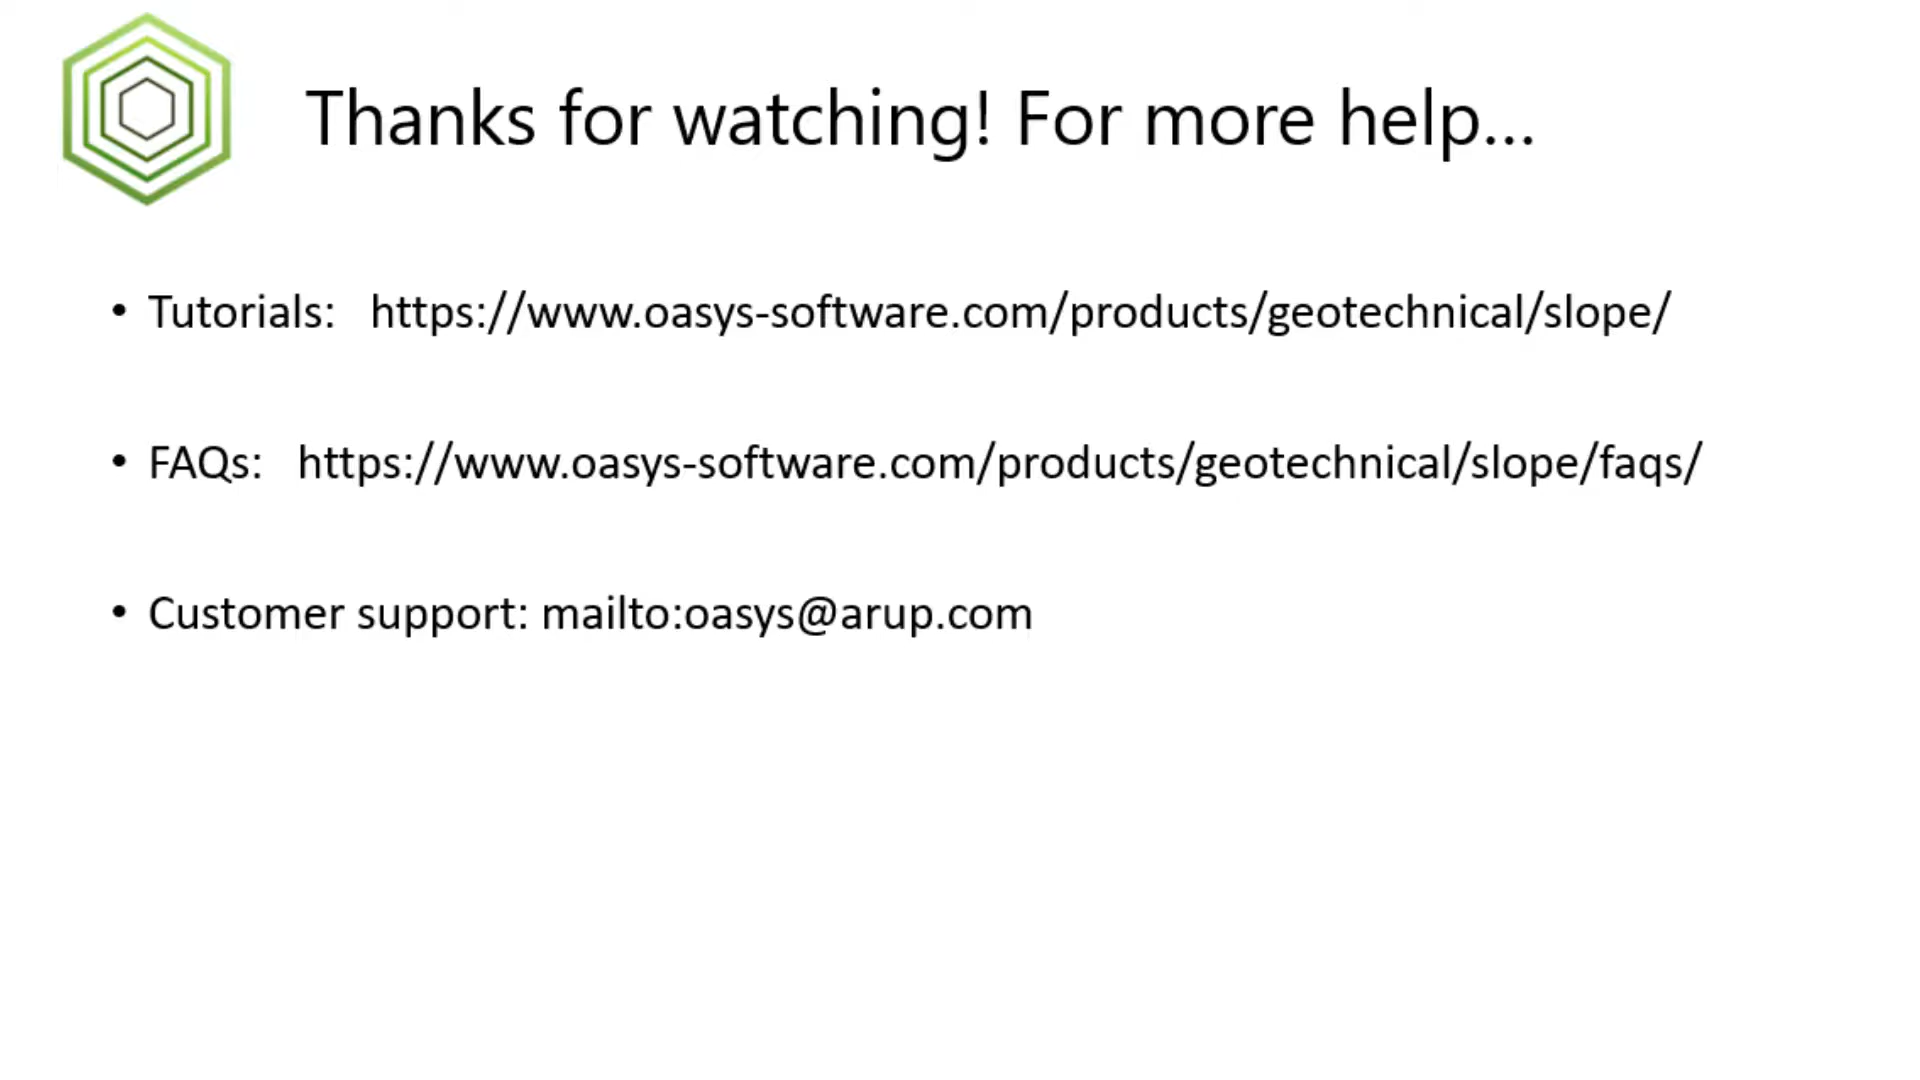 Thanks for watching! For more help...
• Tutorials: https://www.oasys-software.com/products/geotechnical/slope/
• FAQs: https://www.oasys-software.com/products/geotechnical/slope/faqs/
• Customer support: mailto:oasys@arup.com